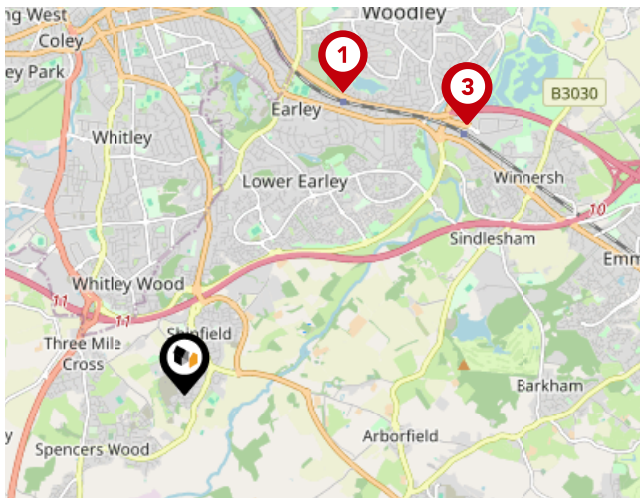 ng West
Woodley
Coley
1
ey Park
3
B3030
Earley
Whitley
Lower Earley
Winnersh
10
Sindlesham
Emm
Whitley Wood
11
11
Shinfield
Three Mile
Cross
Barkham
Arborfield
y
Spencers Wood